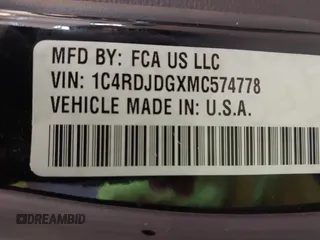 MFD BY: FCA US LLC
VIN: 1C4RDJDGXMC574778
VEHICLE MADE IN: U.S.A.
DREAMBID